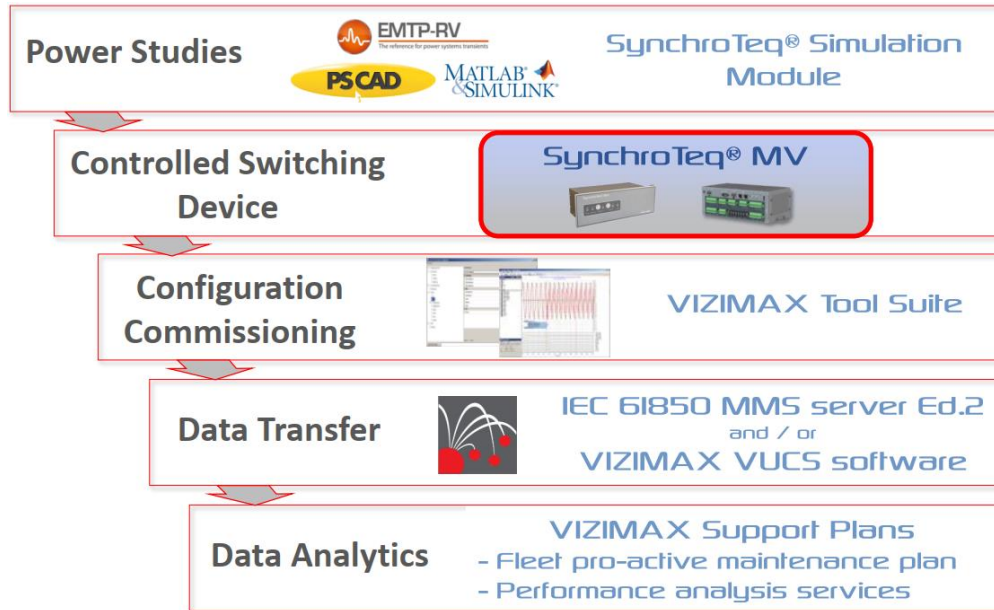 Power Studies
EMTP-RV
The reference for power systems transients
PSCAD
MATLAB®
&SIMULINK®
SynchroTeq® Simulation
Module
Controlled Switching
Device
SynchroTeq® MV
Configuration
Commissioning
VIZIMAX Tool Suite
Data Transfer
IEC 61850 MMS server Ed.2
and / or
VIZIMAX VUCS software
Data Analytics
VIZIMAX Support Plans
- Fleet pro-active maintenance plan
- Performance analysis services